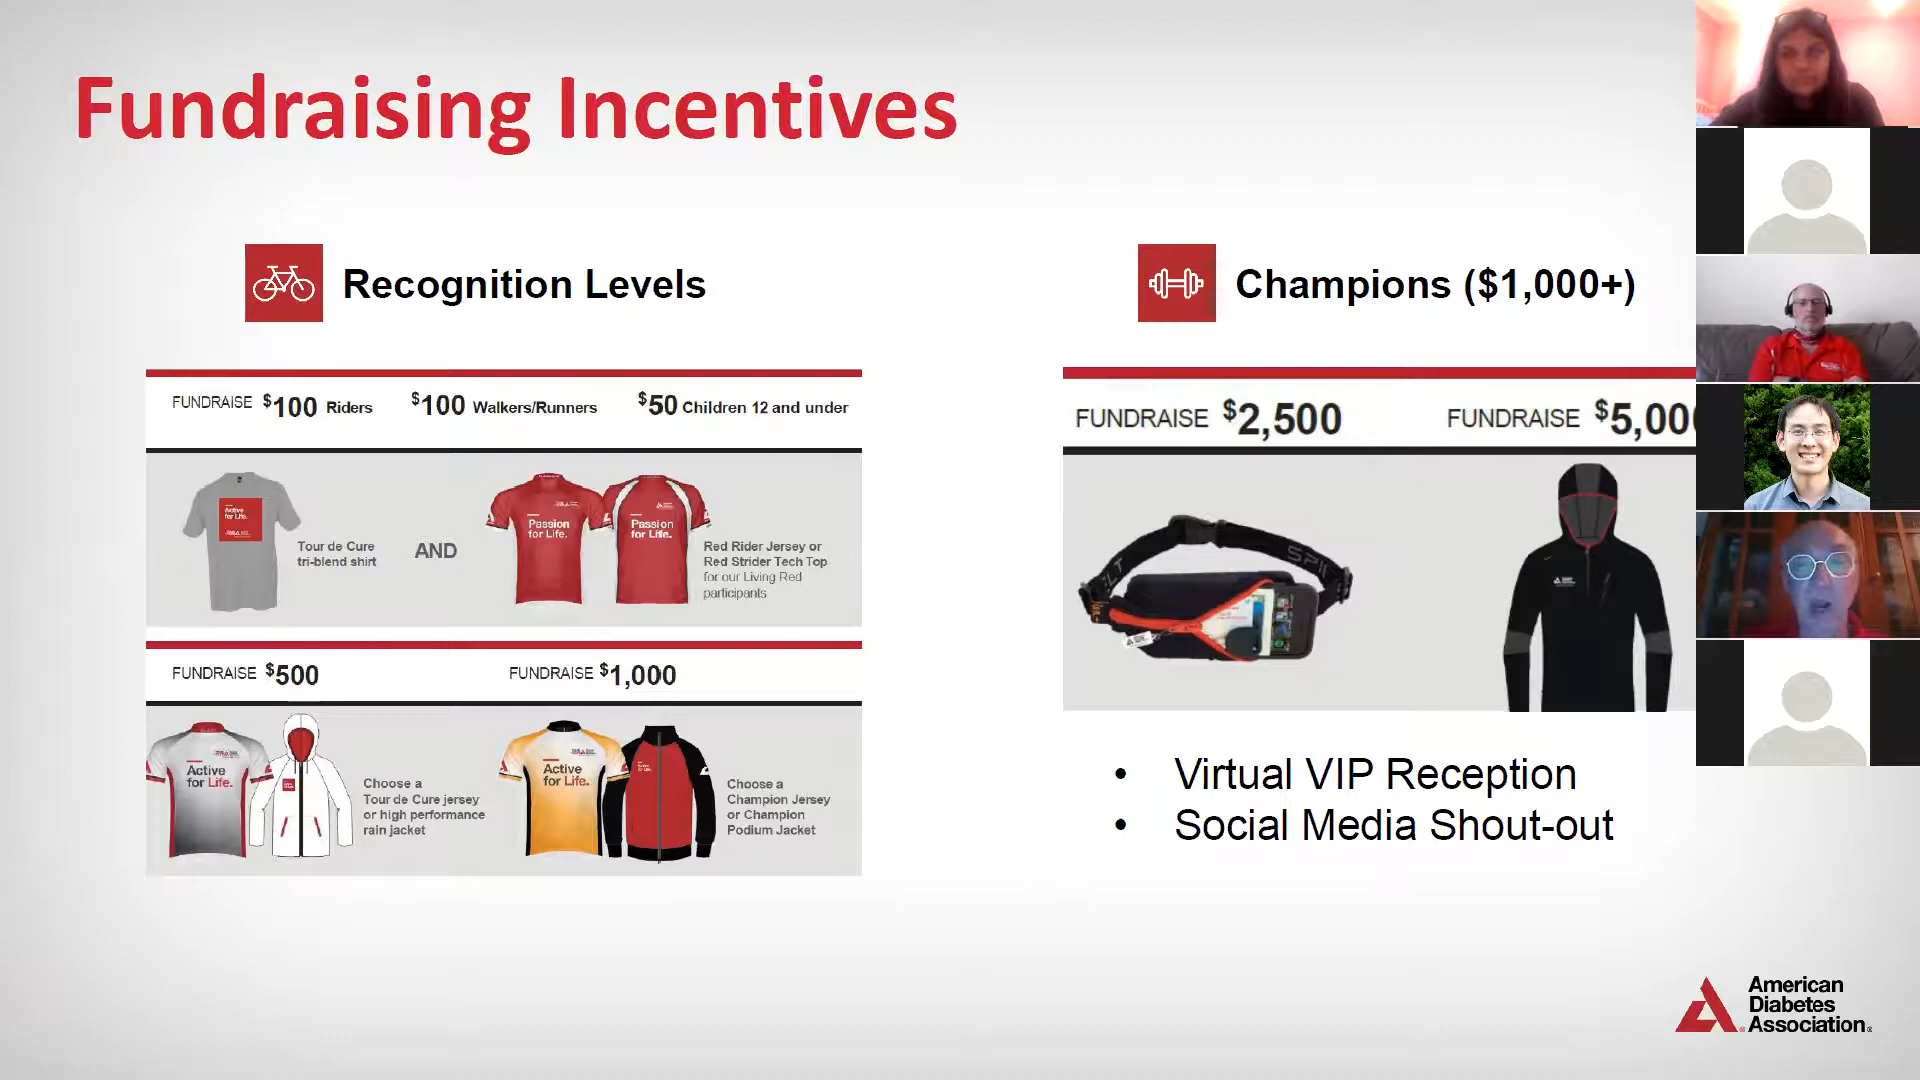 Fundraising Incentives
Recognition Levels
FUNDRAISE $100 Riders
$100 Walkers/Runners
$50 Children 12 and under
Active
for Life.
Tour de Cure
tri-blend shirt
AND
Passion
for Life.
Passion
for Life.
Red Rider Jersey or
Red Strider Tech Top
for our Living Red
participants
FUNDRAISE $500
FUNDRAISE $1,000
Active
for Life.
Choose a
Tour de Cure jersey
or high performance
rain jacket
Active
for Life.
Choose a
Champion Jersey
or Champion
Podium Jacket
Champions ($1,000+)
FUNDRAISE $2,500
FUNDRAISE $5,00
• Virtual VIP Reception
• Social Media Shout-out
American
Diabetes
Association®